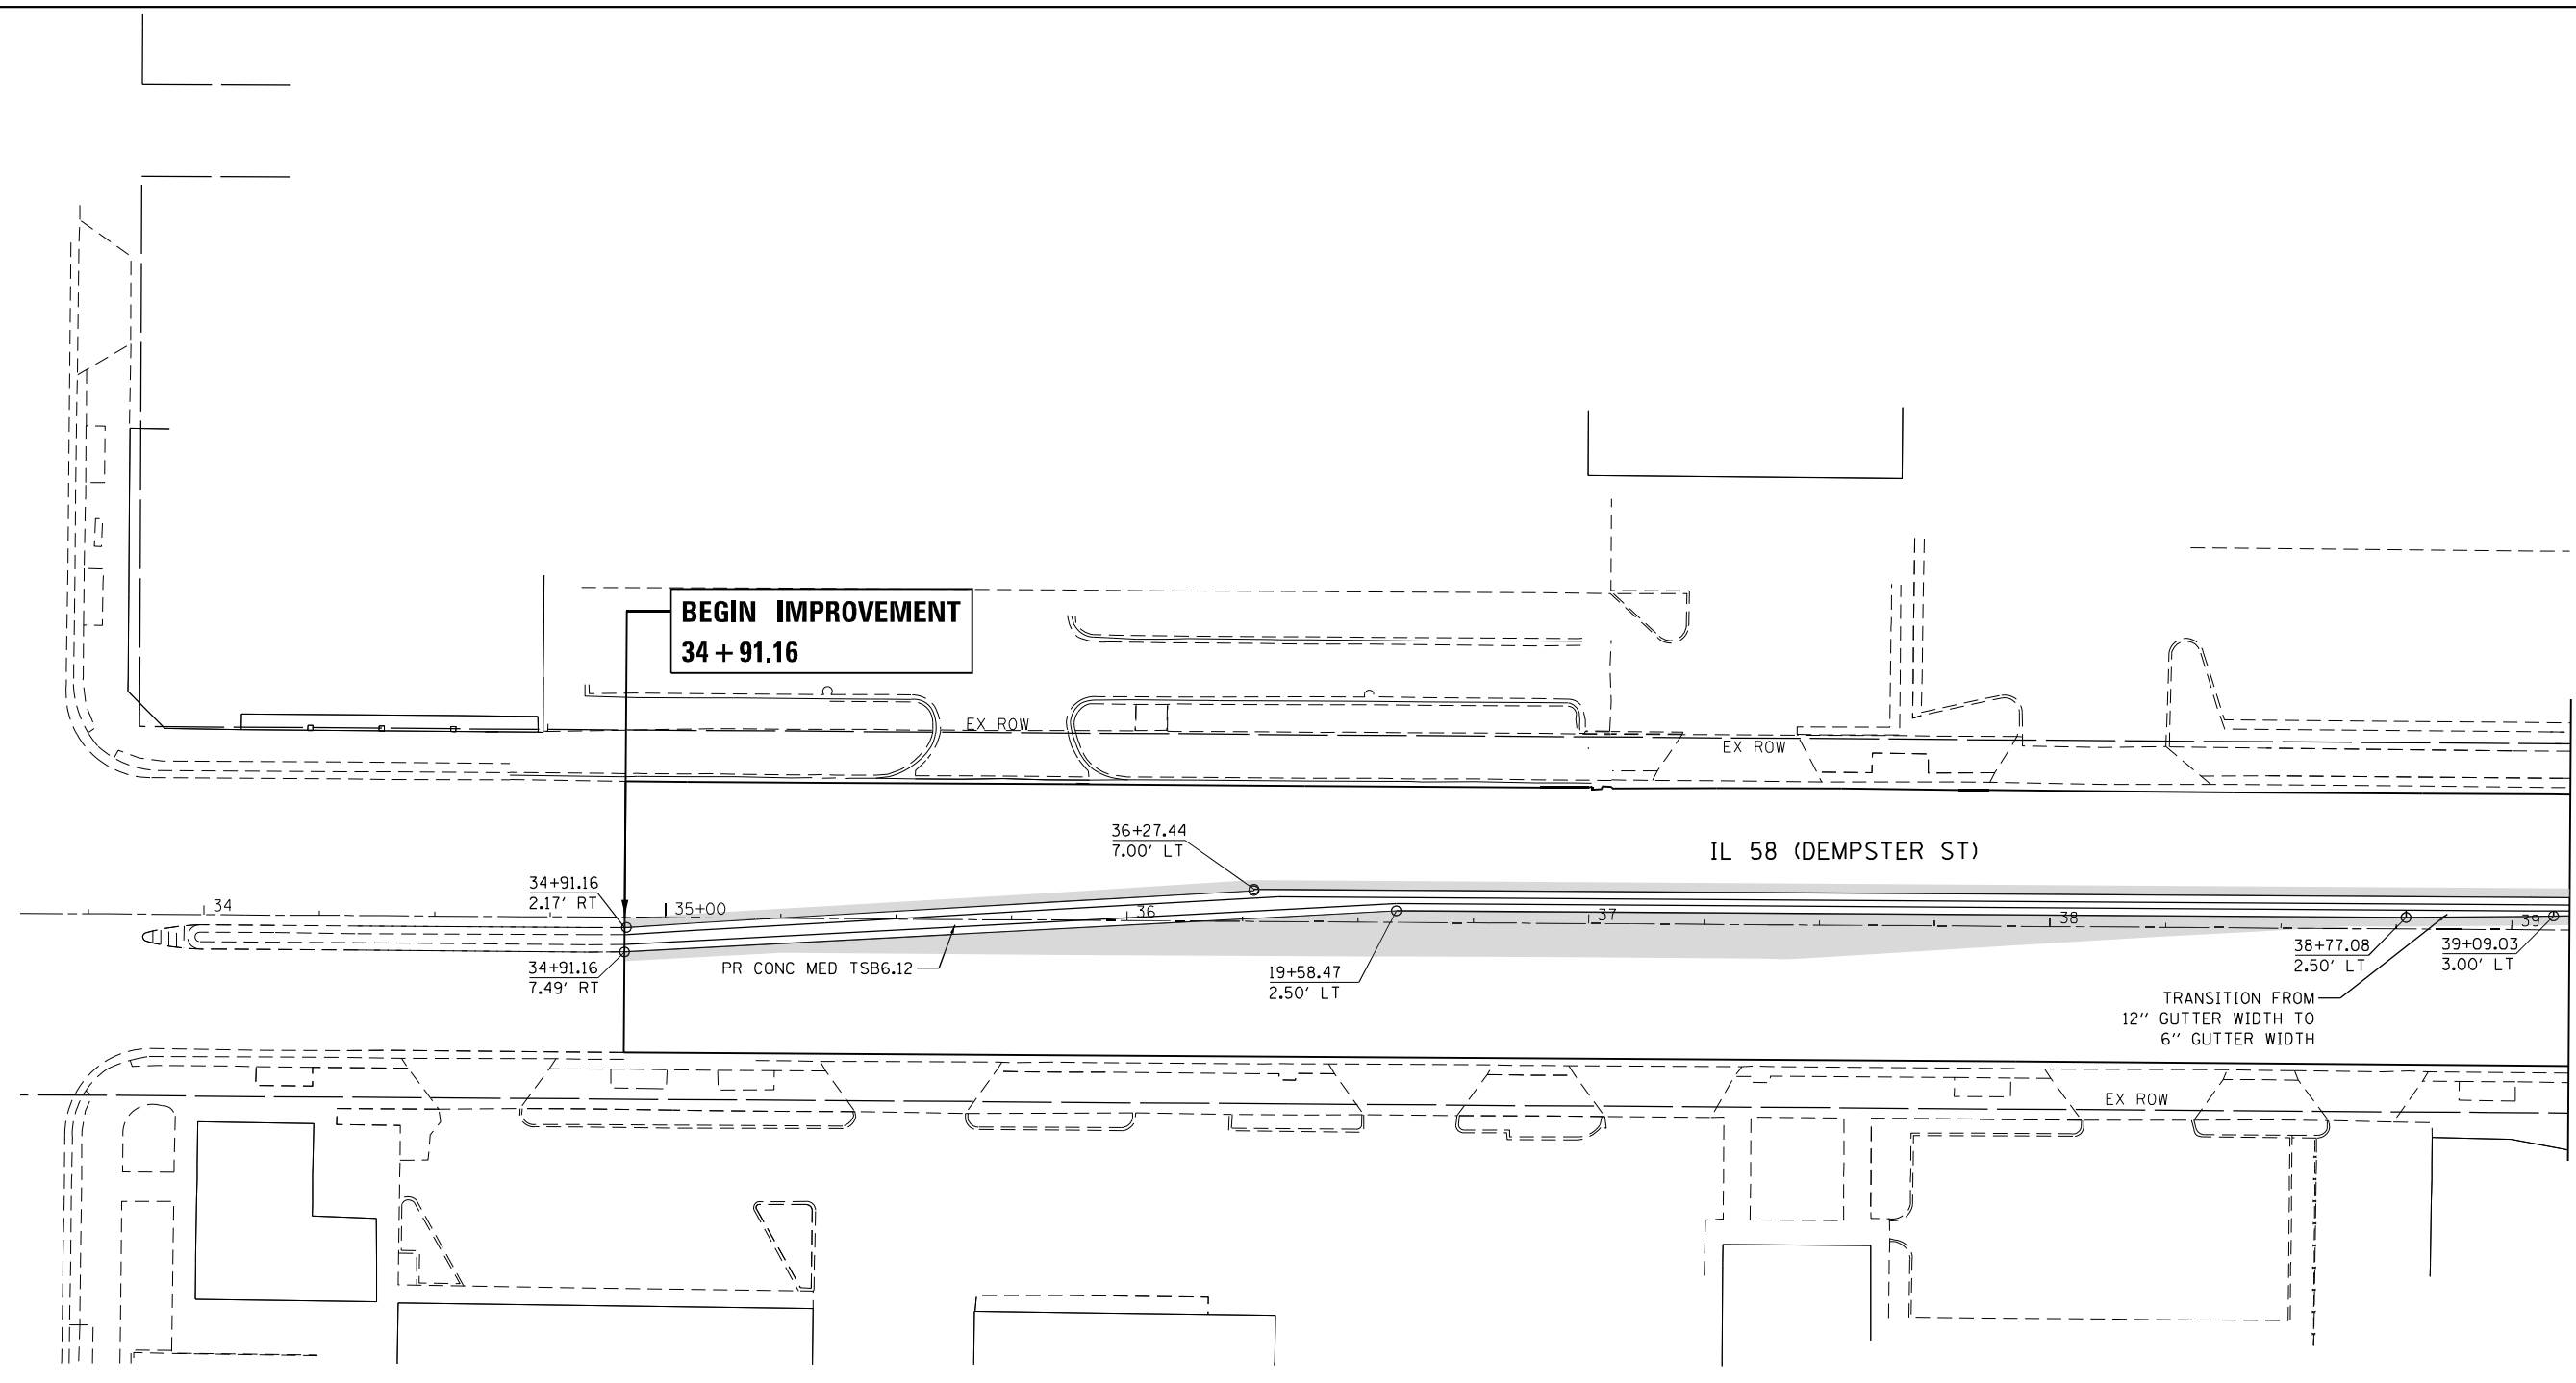 BEGIN IMPROVEMENT
34 + 91.16
EX ROW
EX ROW
36+27.44
7.00' LT
IL 58 (DEMPSTER ST)
34+91.16
2.17' RT
34
35+00
36
37
38
39
34+91.16
7.49' RT
PR CONC MED TSB6.12
19+58.47
2.50' LT
38+77.08
2.50' LT
39+09.03
3.00' LT
TRANSITION FROM
12" GUTTER WIDTH TO
6" GUTTER WIDTH
EX ROW